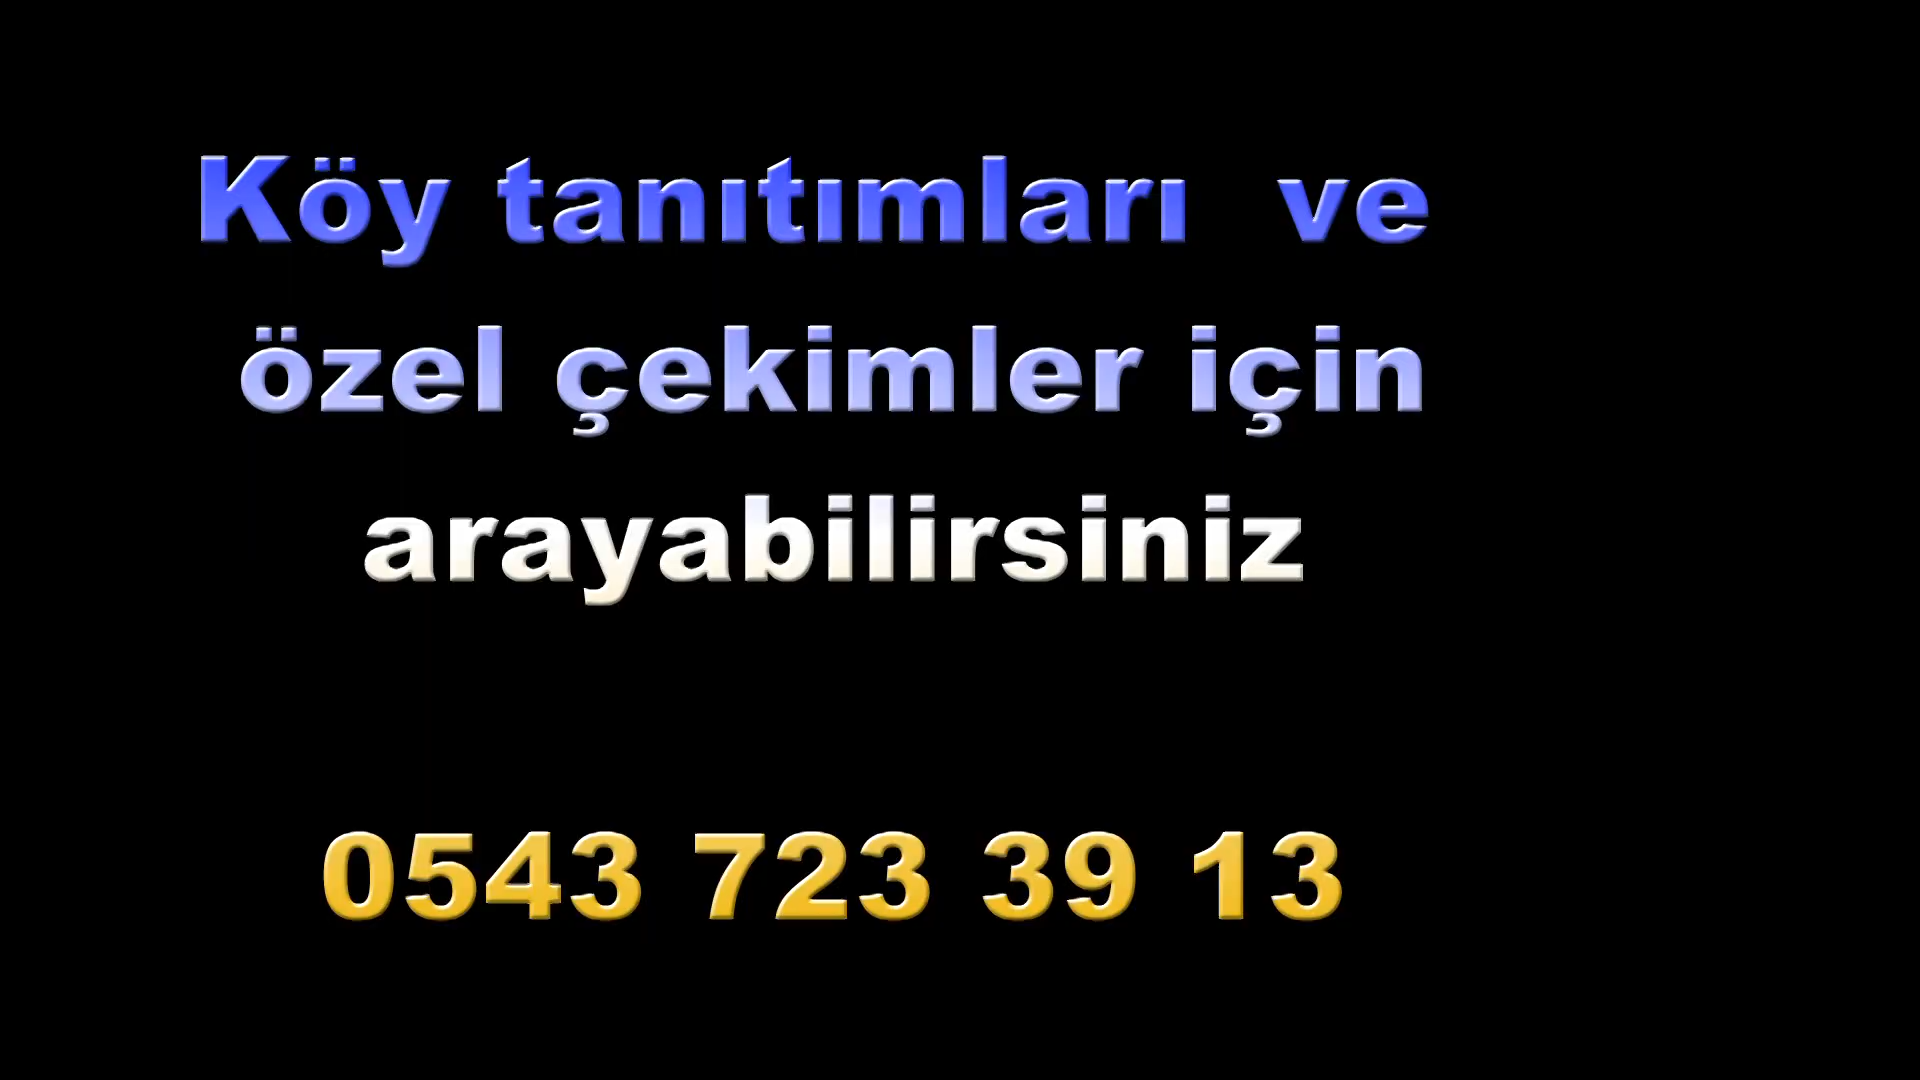 Köy tanıtımları ve
özel çekimler için
arayabilirsiniz
0543 723 39 13